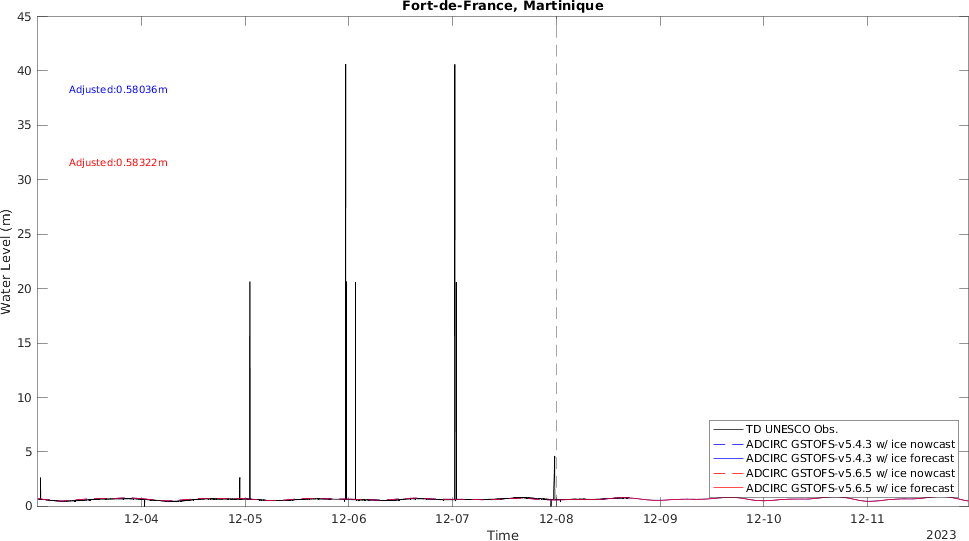 Fort-de-France, Martinique
45
40
35
30
25
20
15
10
5
0
Water Level (m)
Adjusted:0.58036m
Adjusted:0.58322m
TD UNESCO Obs.
ADCIRC GSTOFS-v5.4.3 w/ ice nowcast
ADCIRC GSTOFS-v5.4.3 w/ ice forecast
ADCIRC GSTOFS-v5.6.5 w/ ice nowcast
ADCIRC GSTOFS-v5.6.5 w/ ice forecast
12-04 12-05 12-06 12-07 12-08 12-09 12-10 12-11
Time
2023